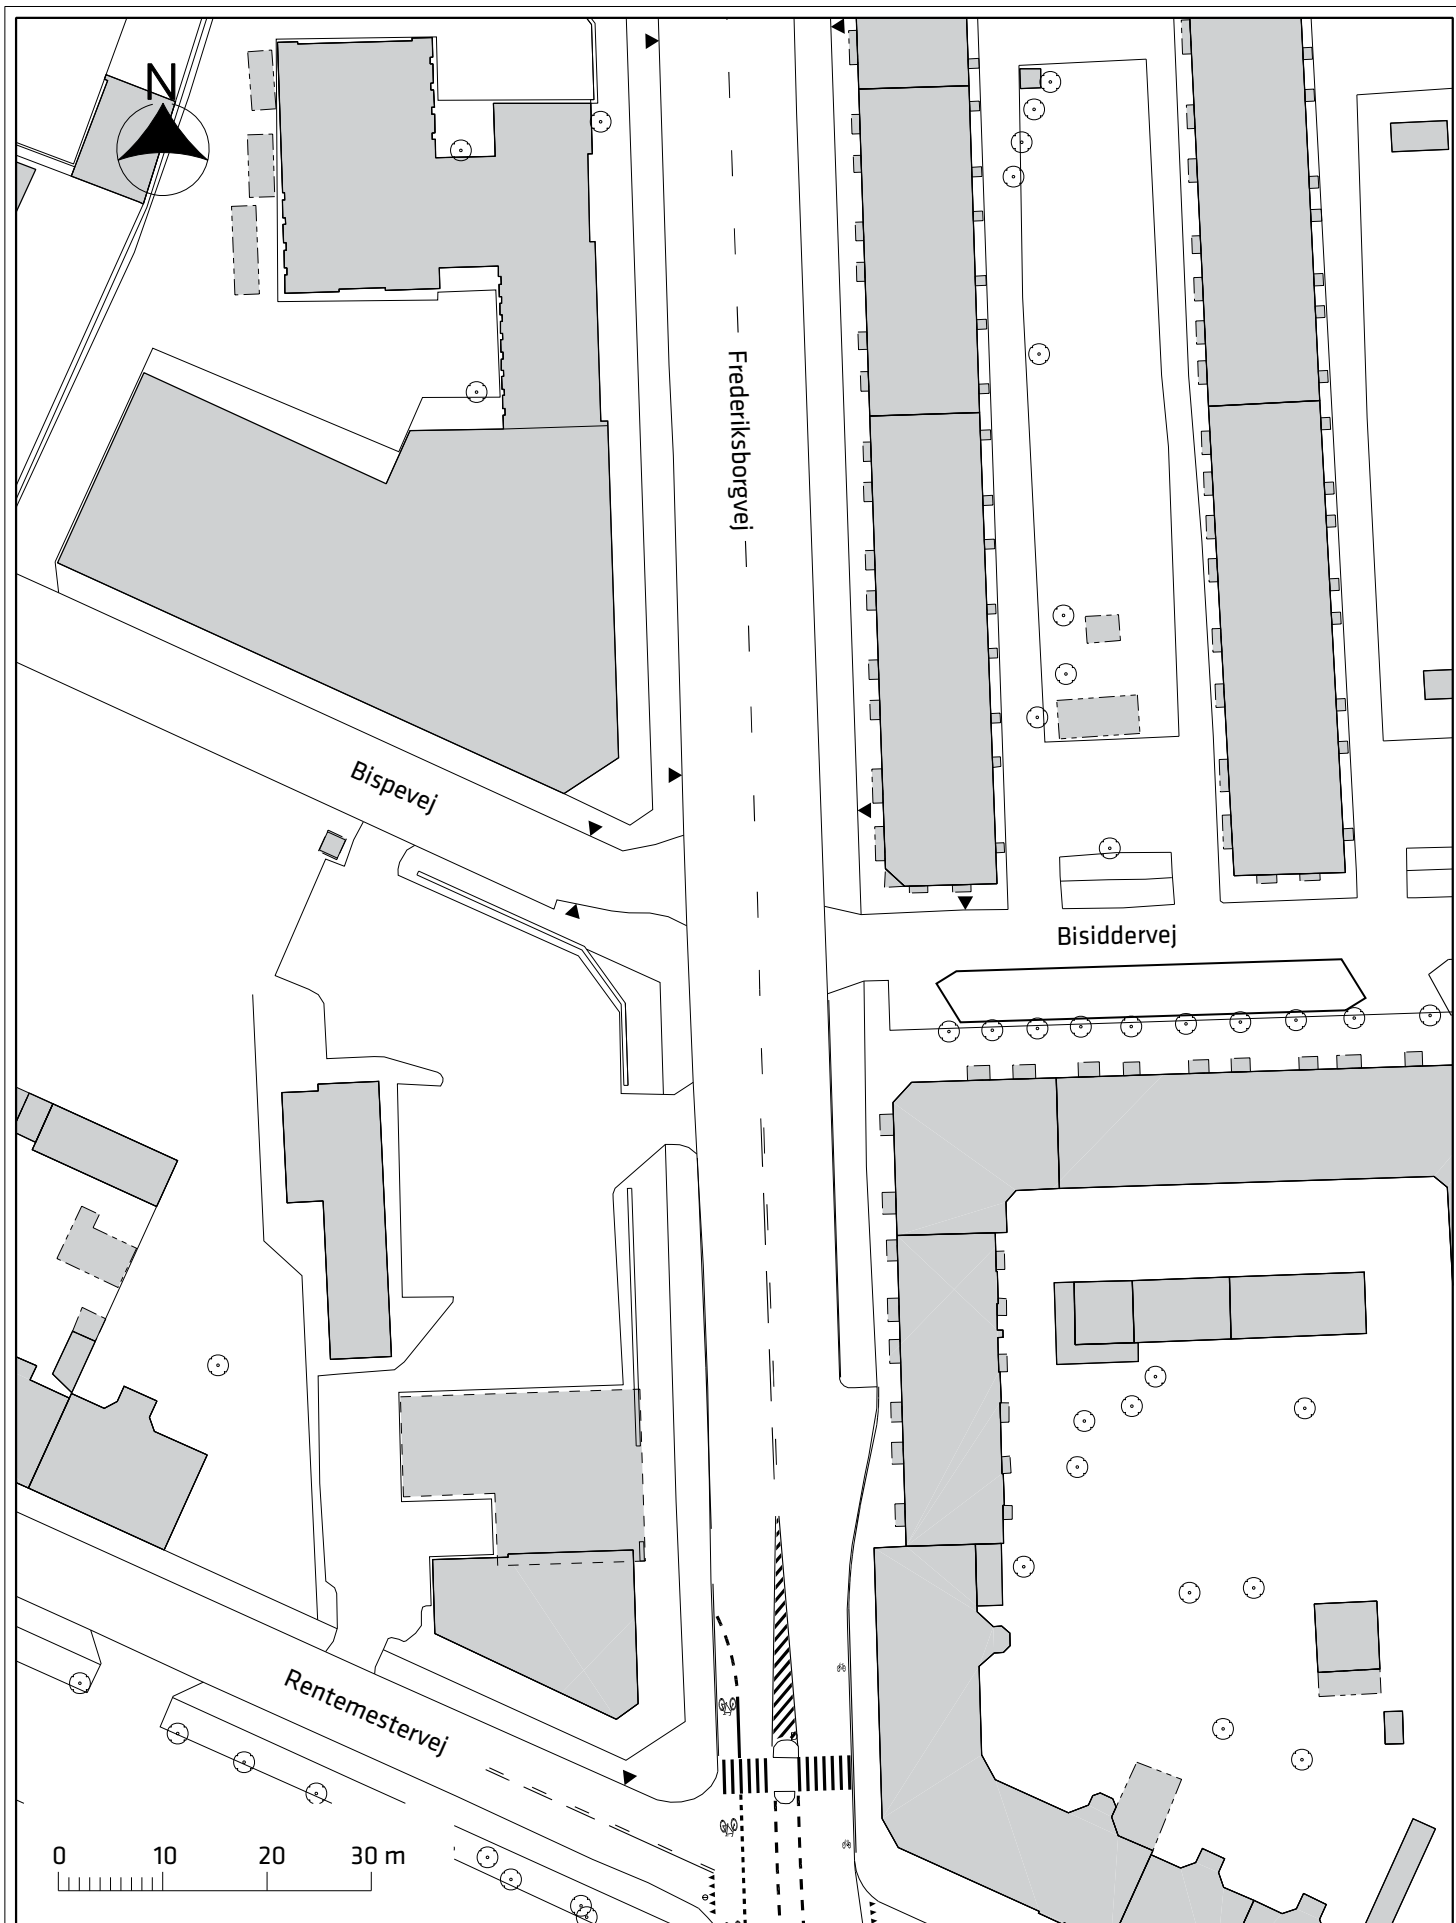 N
Frederiksborgvej
Bispevej
Bisiddervej
Rentemestervej
0 10 20 30 m